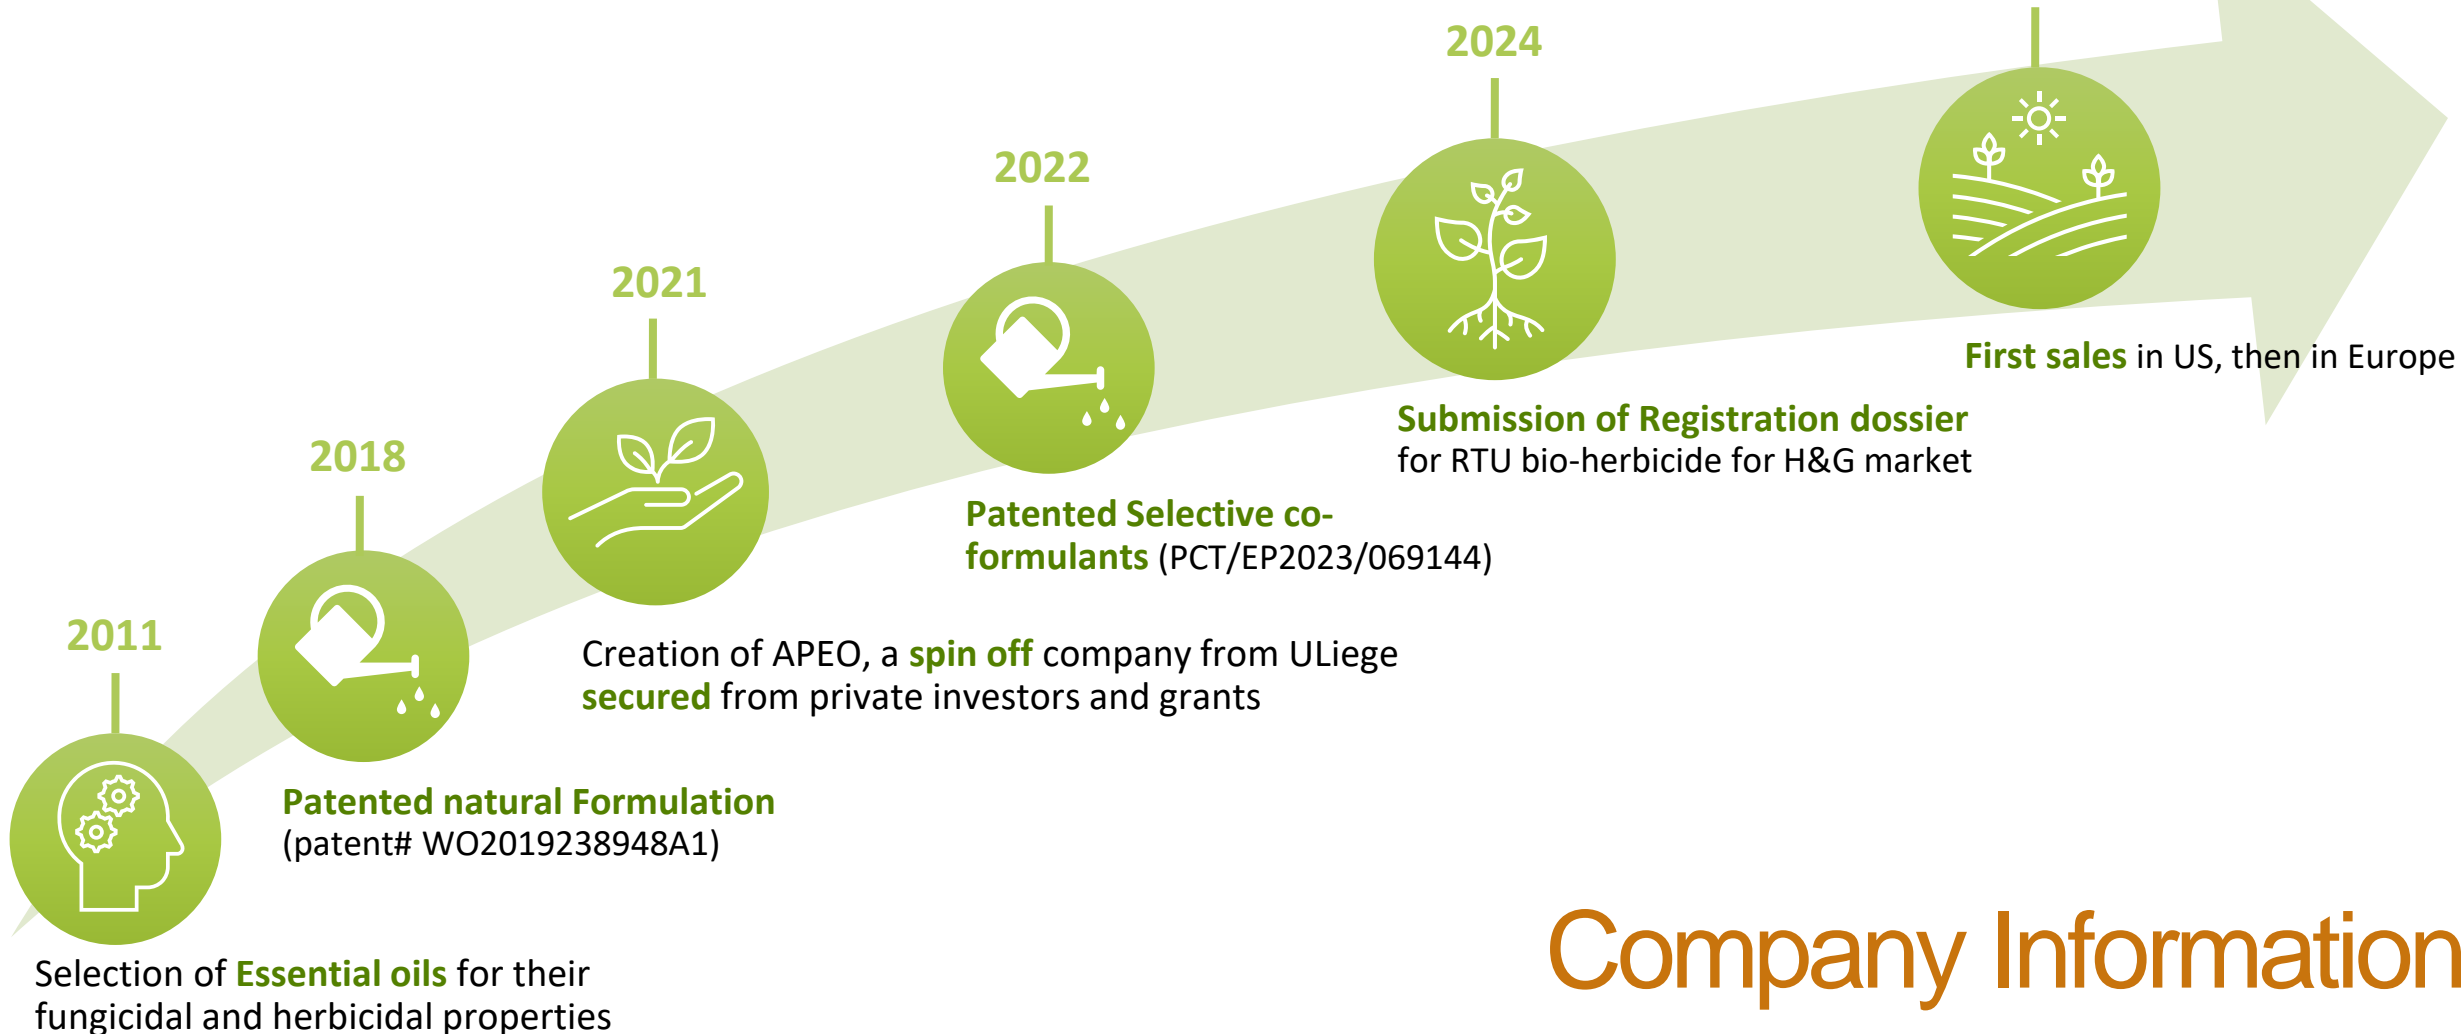 2011
Selection of Essential oils for their
fungicidal and herbicidal properties
2018
Patented natural Formulation
(patent# WO2019238948A1)
2021
Creation of APEO, a spin off company from ULiege
secured from private investors and grants
2022
Patented Selective co-
formulants (PCT/EP2023/069144)
2024
Submission of Registration dossier
for RTU bio-herbicide for H&G market
First sales in US, then in Europe
Company Information